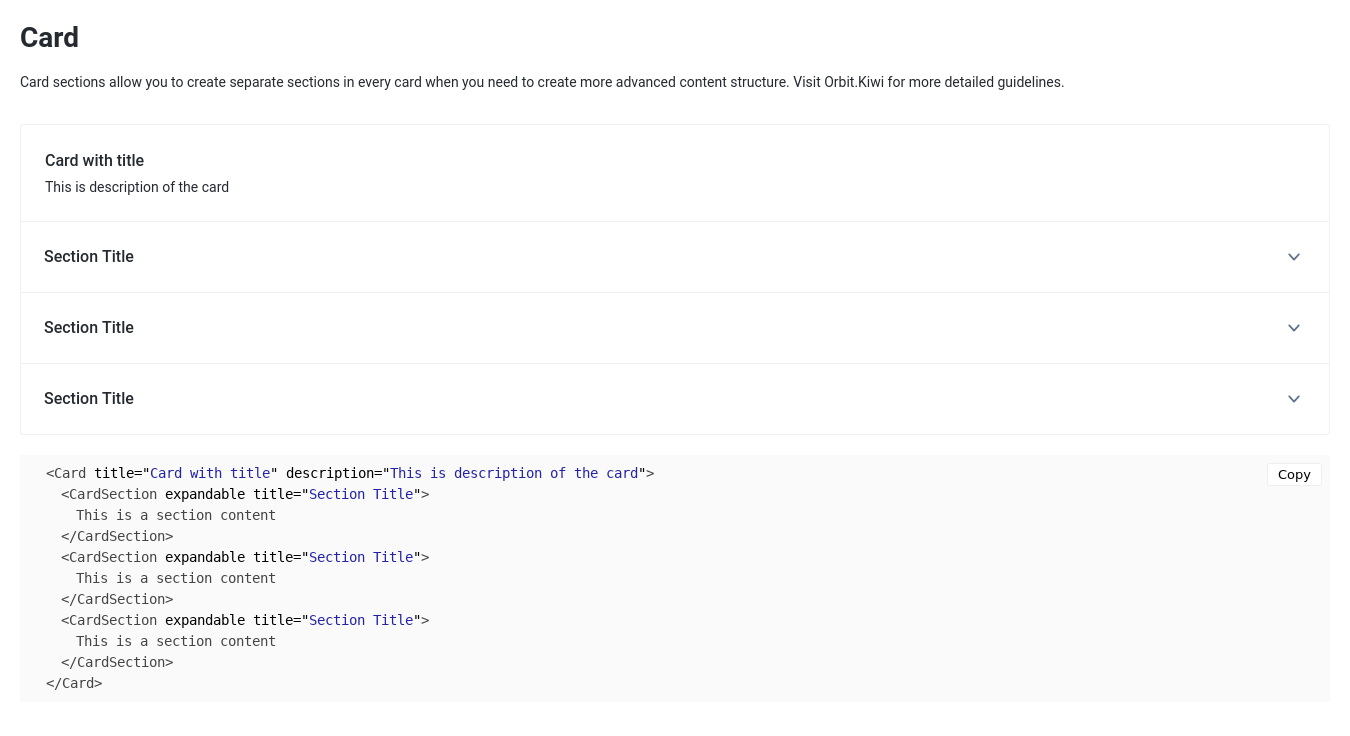 Card
Card sections allow you to create separate sections in every card when you need to create more advanced content structure. Visit Orbit.Kiwi for more detailed guidelines.
Card with title
This is description of the card
Section Title
Section Title
Section Title
<Card title="Card with title" description="This is description of the card">
Copy
<CardSection expandable title="Section Title">
This is a section content
</CardSection>
<CardSection expandable title="Section Title">
This is a section content
</CardSection>
<CardSection expandable title="Section Title">
This is a section content
</CardSection>
</Card>